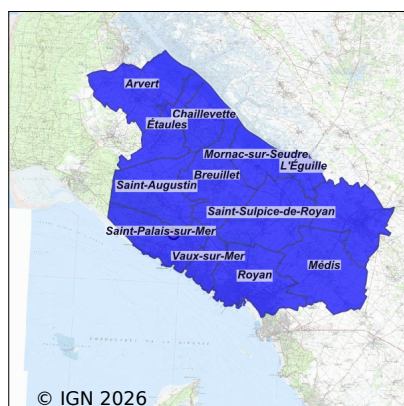 Arvert
Chaillevette
Étaules
Mornac-sur-Seudre
L'Éguille
Breuillet
Saint-Augustin
Saint-Sulpice-de-Royan
Saint-Palais-sur-Mer
Vaux-sur-Mer
Médis
Royan
© IGN 2026